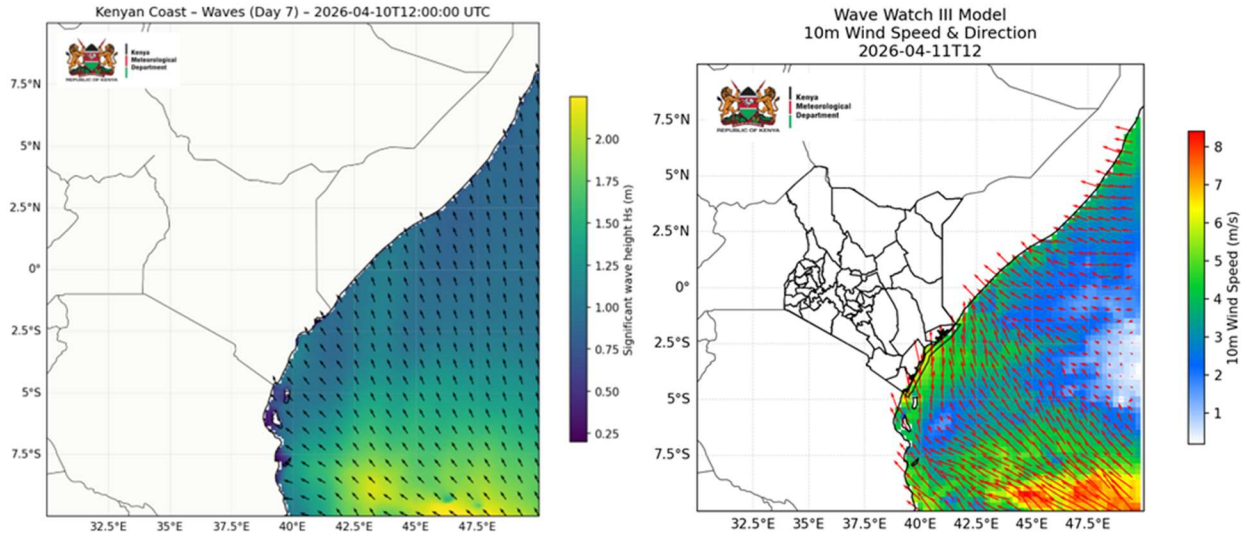 Kenyan Coast – Waves (Day 7) – 2026-04-10T12:00:00 UTC
Kenya
Meteorological
Department
REPUBLIC OF KENYA
7.5°N
5°N
2.5°N
0°
2.5°S
5°S
7.5°S
32.5°E
35°E
37.5°E
40°E
42.5°E
45°E
47.5°E
2.00
1.75
1.50
1.25
1.00
0.75
0.50
0.25
Significant wave height Hs (m)
Wave Watch III Model
10m Wind Speed & Direction
2026-04-11T12
Kenya
Meteorological
Department
REPUBLIC OF KENYA
7.5°N
5°N
2.5°N
0°
2.5°S
5°S
7.5°S
32.5°E
35°E
37.5°E
40°E
42.5°E
45°E
47.5°E
8
7
6
5
4
3
2
1
10m Wind Speed (m/s)